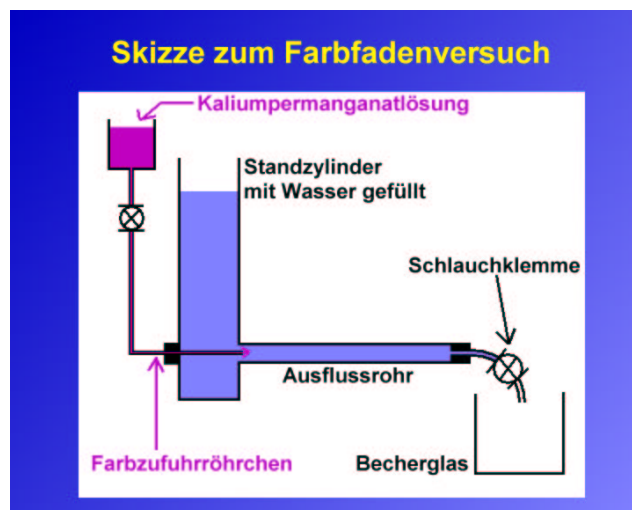 Skizze zum Farbfadenversuch
Kaliumpermanganatlösung
Standzylinder
mit Wasser gefüllt
Schlauchklemme
Ausflussrohr
Farbzufuhrröhrchen
Becherglas